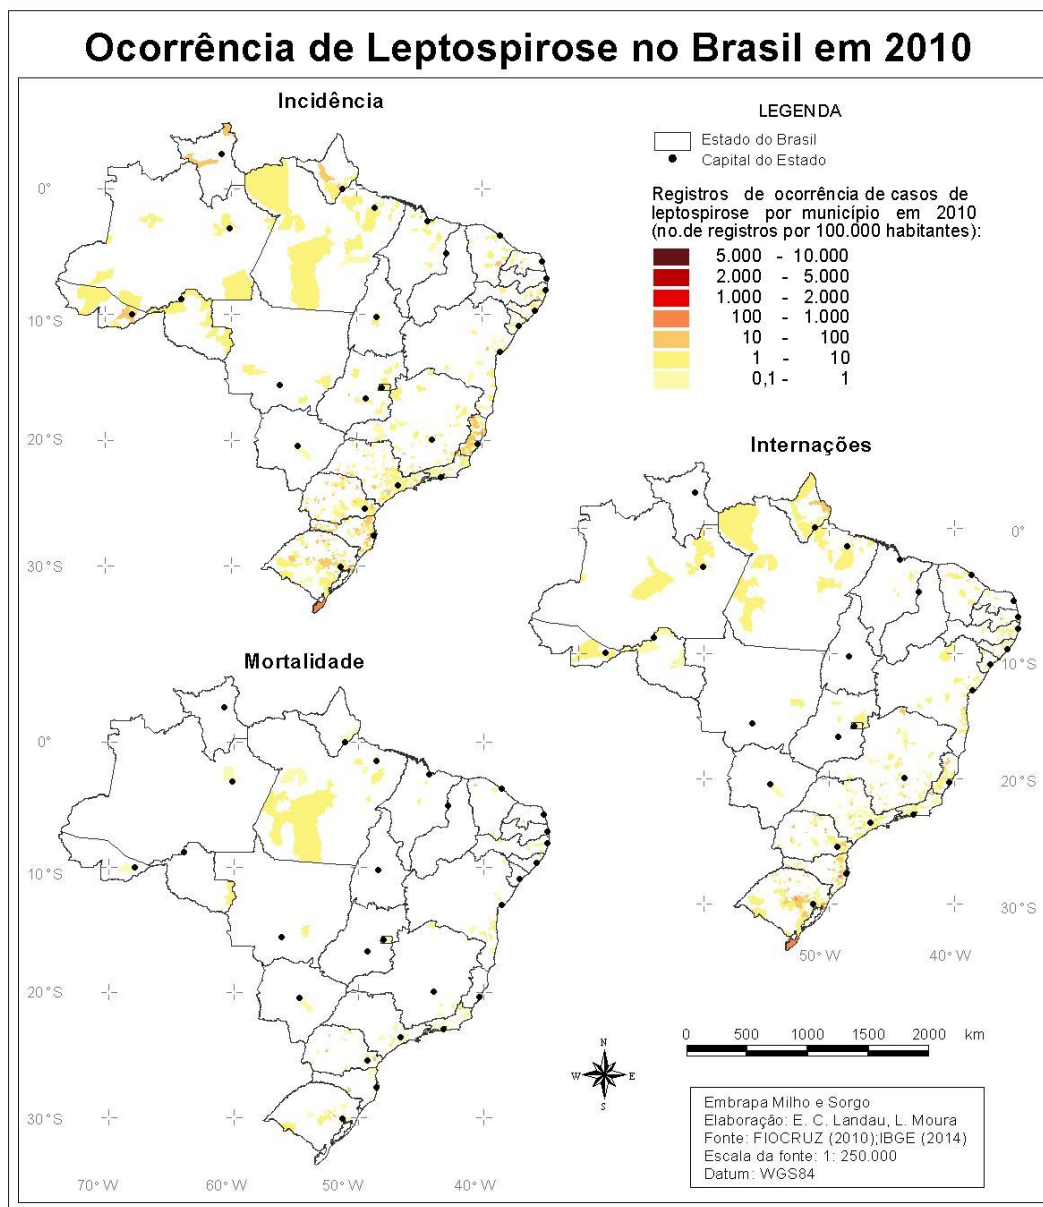 Ocorrência de Leptospirose no Brasil em 2010
Incidência
0°
10°S
20°S
30°S
LEGENDA
Estado do Brasil
Capital do Estado
Registros de ocorrência de casos de
leptospirose por município em 2010
(no.de registros por 100.000 habitantes):
5.000 - 10.000
2.000 - 5.000
1.000 - 2.000
100 - 1.000
10 - 100
1 - 10
0,1 - 1
Internações
0°
10°S
20°S
30°S
50°W
40°W
Mortalidade
0°
10°S
20°S
30°S
70°W
60°W
50°W
40°W
N
W
E
S
0 500 1000 1500 2000 km
Embrapa Milho e Sorgo
Elaboração: E. C. Landau, L. Moura
Fonte: FIOCRUZ (2010);IBGE (2014)
Escala da fonte: 1: 250.000
Datum: WGS84